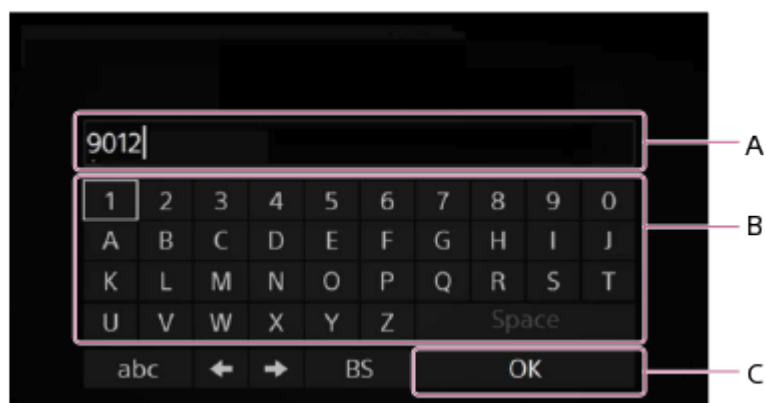 9012
A
1 2 3 4 5 6 7 8 9 0
B
A B C D E F G H I J
K L M N O P Q R S T
U V W X Y Z Space
abc ← → BS OK
C